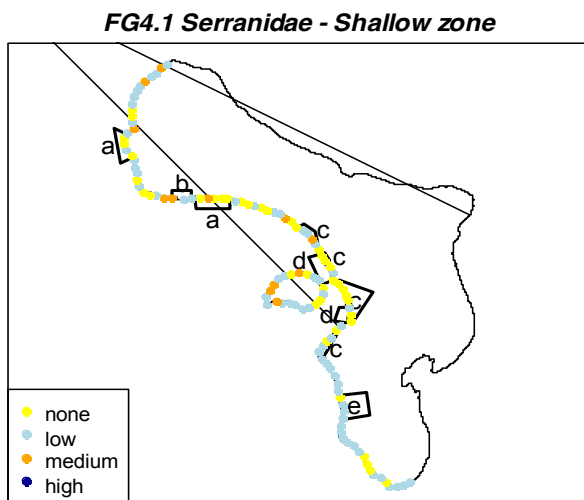 FG4.1 Serranidae - Shallow zone
a
b
a
c
c
d
c
d
c
e
none
low
medium
high